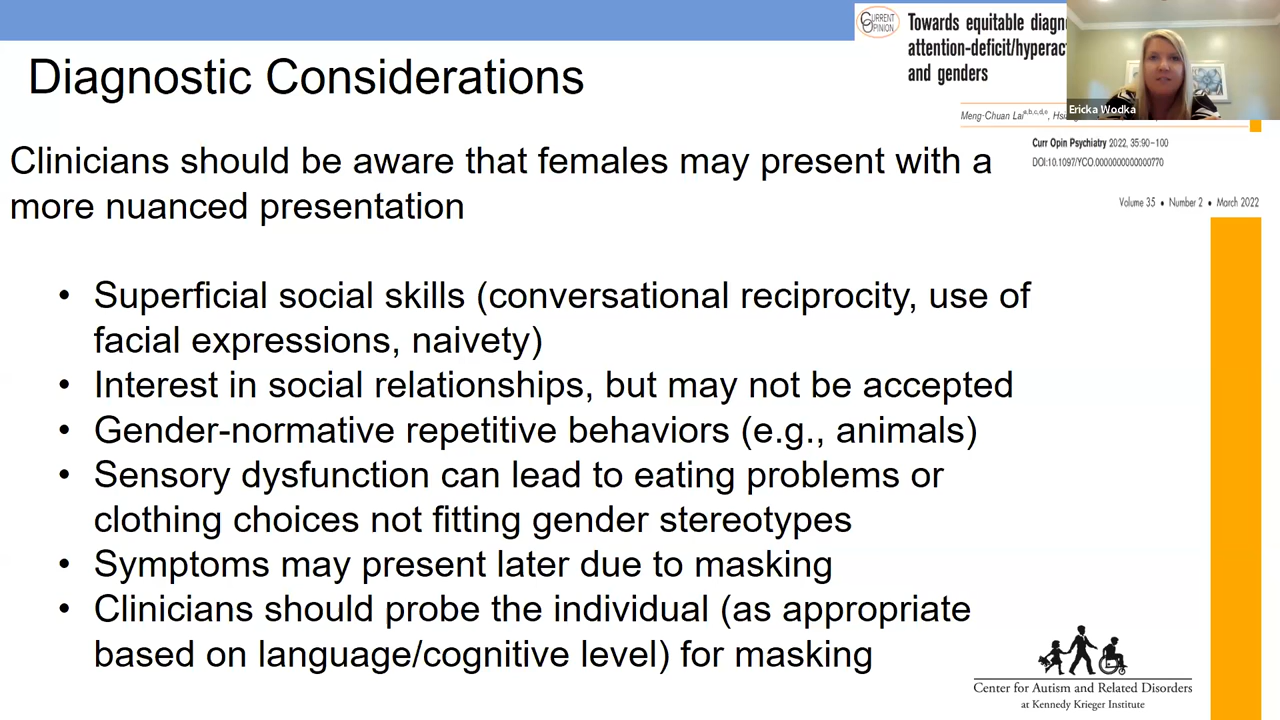 CURRENT
OPINION
Towards equitable diagn
attention-deficit/hyperac
and genders
Ericka Wodka
Meng-Chuan Lai a,b,c,d,e,
Curr Opin Psychiatry 2022, 35:90–100
DOI:10.1097/YCO.0000000000000770
Volume 35 • Number 2 • March 2022
Diagnostic Considerations
Clinicians should be aware that females may present with a
more nuanced presentation
• Superficial social skills (conversational reciprocity, use of
facial expressions, naivety)
• Interest in social relationships, but may not be accepted
• Gender-normative repetitive behaviors (e.g., animals)
• Sensory dysfunction can lead to eating problems or
clothing choices not fitting gender stereotypes
• Symptoms may present later due to masking
• Clinicians should probe the individual (as appropriate
based on language/cognitive level) for masking
Center for Autism and Related Disorders
at Kennedy Krieger Institute